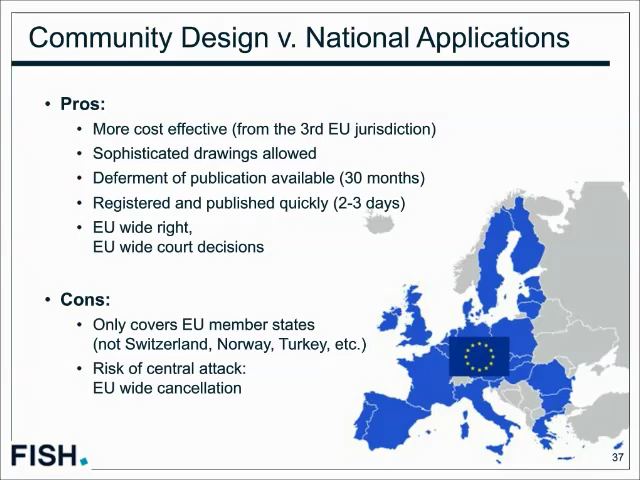 Community Design v. National Applications
• Pros:
• More cost effective (from the 3rd EU jurisdiction)
• Sophisticated drawings allowed
• Deferment of publication available (30 months)
• Registered and published quickly (2-3 days)
• EU wide right,
EU wide court decisions
• Cons:
• Only covers EU member states
(not Switzerland, Norway, Turkey, etc.)
• Risk of central attack:
EU wide cancellation
FISH.
37